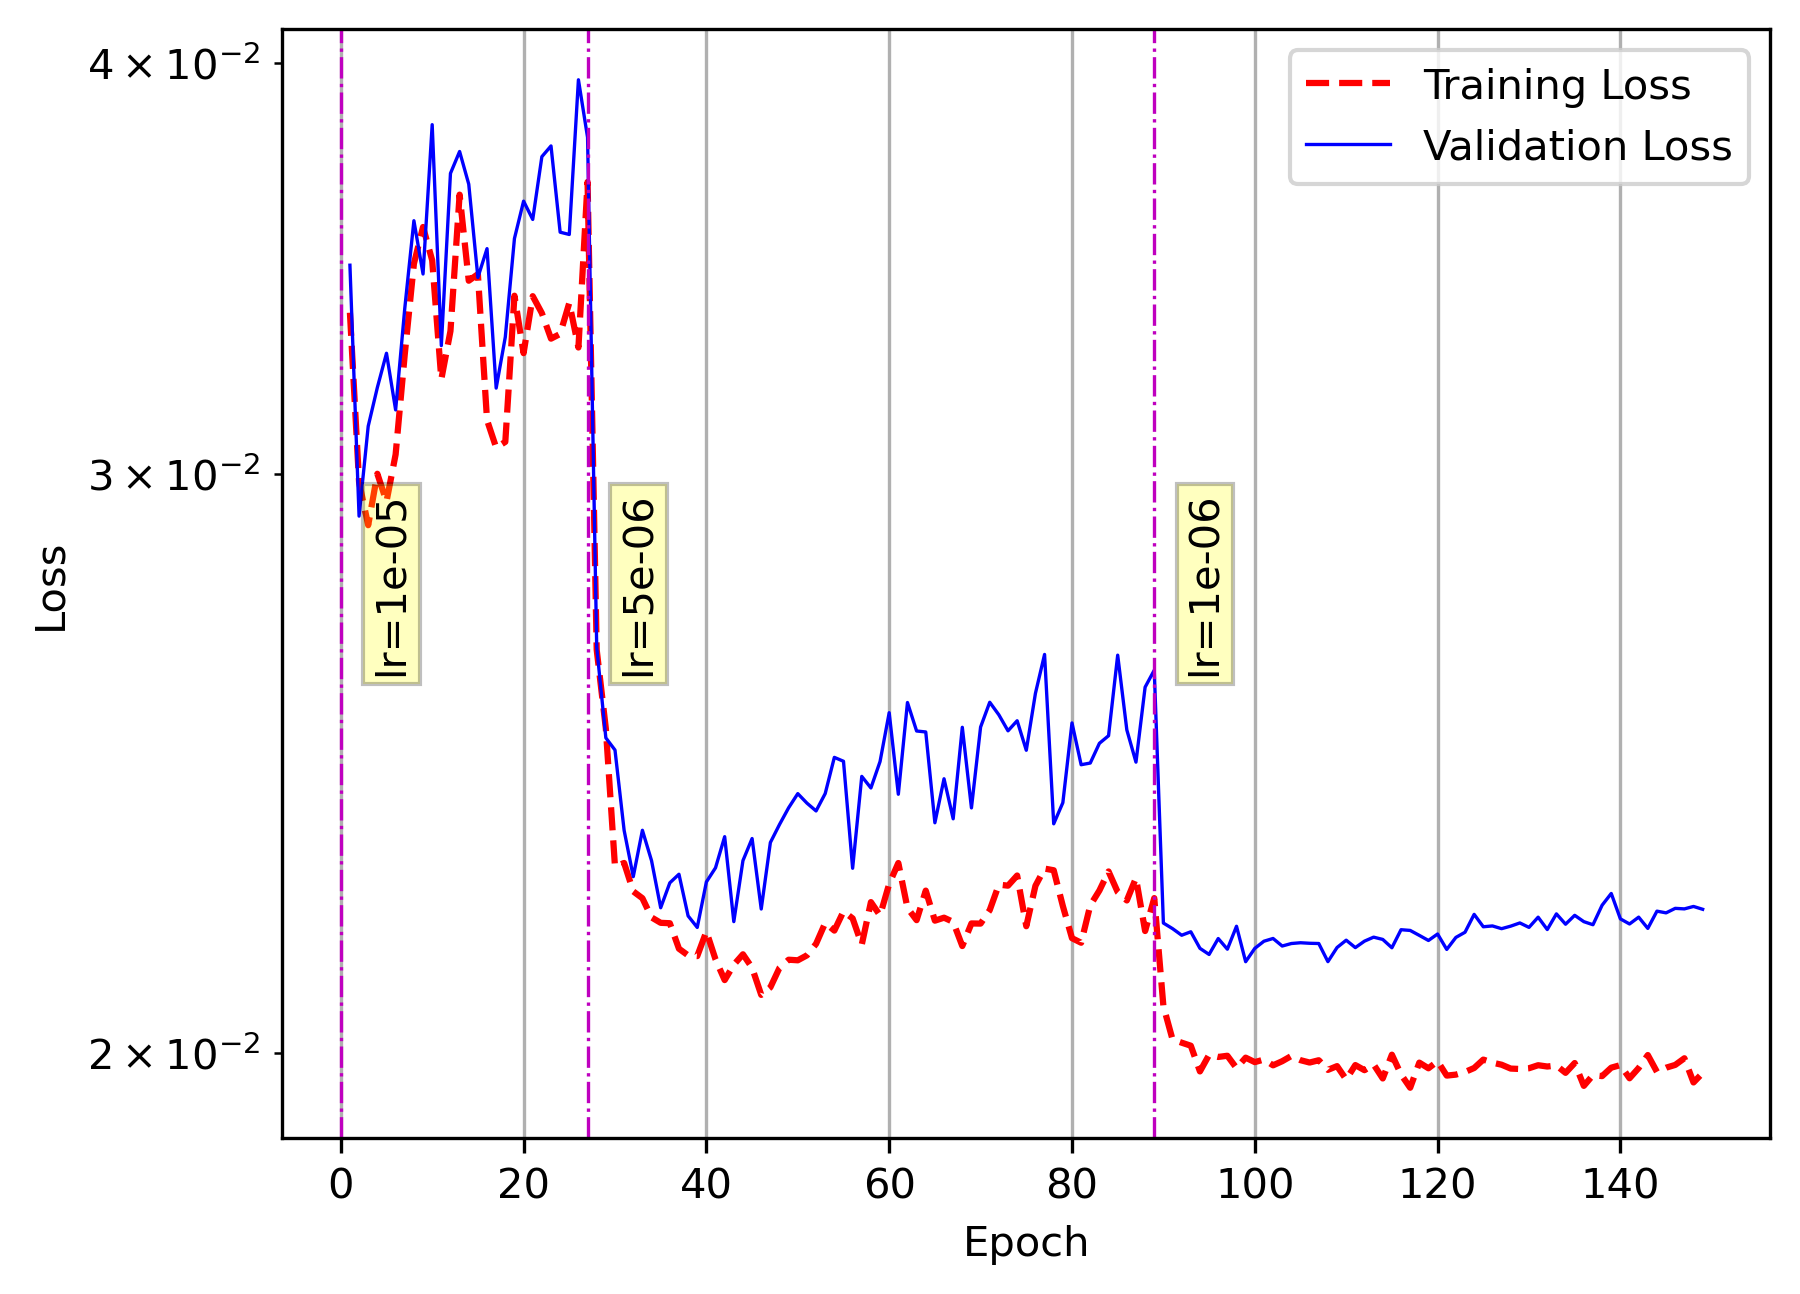 4×10⁻²
3×10⁻²
2×10⁻²
Loss
Training Loss
Validation Loss
lr=1e-05
lr=5e-06
lr=1e-06
0 20 40 60 80 100 120 140
Epoch